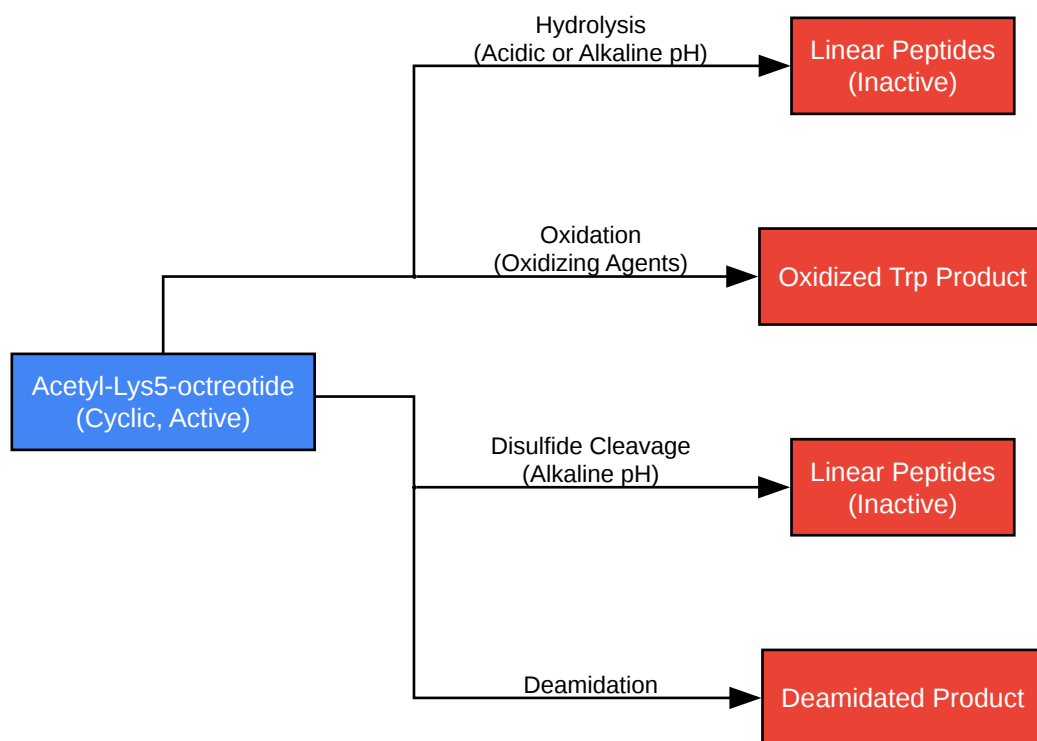 Hydrolysis
(Acidic or Alkaline pH)
Linear Peptides
(Inactive)
Oxidation
(Oxidizing Agents)
Oxidized Trp Product
Acetyl-Lys5-octreotide
(Cyclic, Active)
Disulfide Cleavage
(Alkaline pH)
Linear Peptides
(Inactive)
Deamidation
Deamidated Product